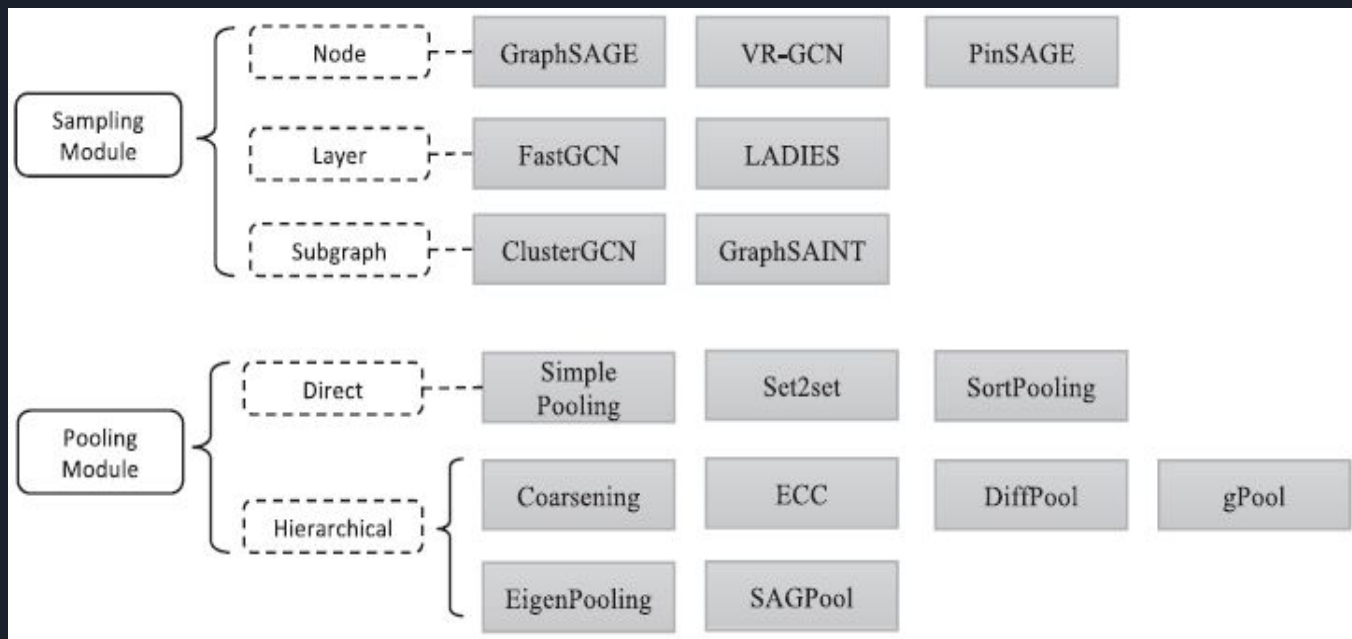 Node
GraphSAGE
VR-GCN
PinSAGE
Sampling
Module
Layer
FastGCN
LADIES
Subgraph
ClusterGCN
GraphSAINT
Direct
Simple
Pooling
Set2set
SortPooling
Pooling
Module
Hierarchical
Coarsening
ECC
DiffPool
gPool
EigenPooling
SAGPool